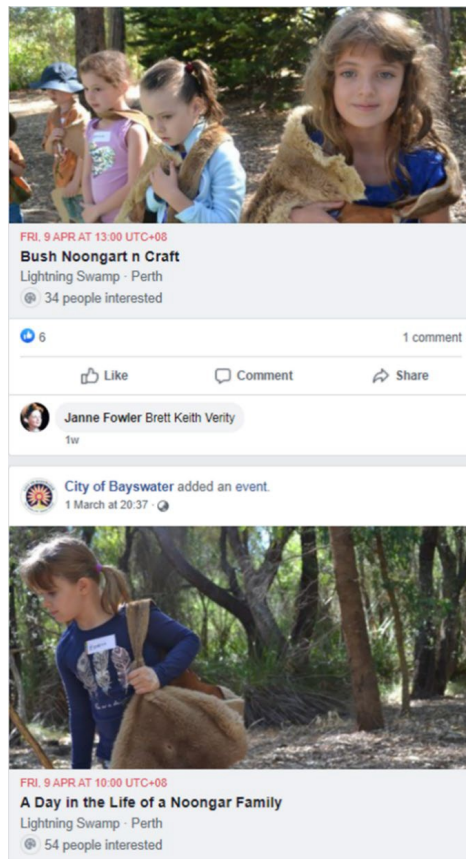 FRI, 9 APR AT 13:00 UTC+08
Bush Noongart n Craft
Lightning Swamp · Perth
34 people interested
6
1 comment
Like
Comment
Share
Janne Fowler Brett Keith Verity
1w
City of Bayswater added an event.
1 March at 20:37 ·
FRI, 9 APR AT 10:00 UTC+08
A Day in the Life of a Noongar Family
Lightning Swamp · Perth
54 people interested